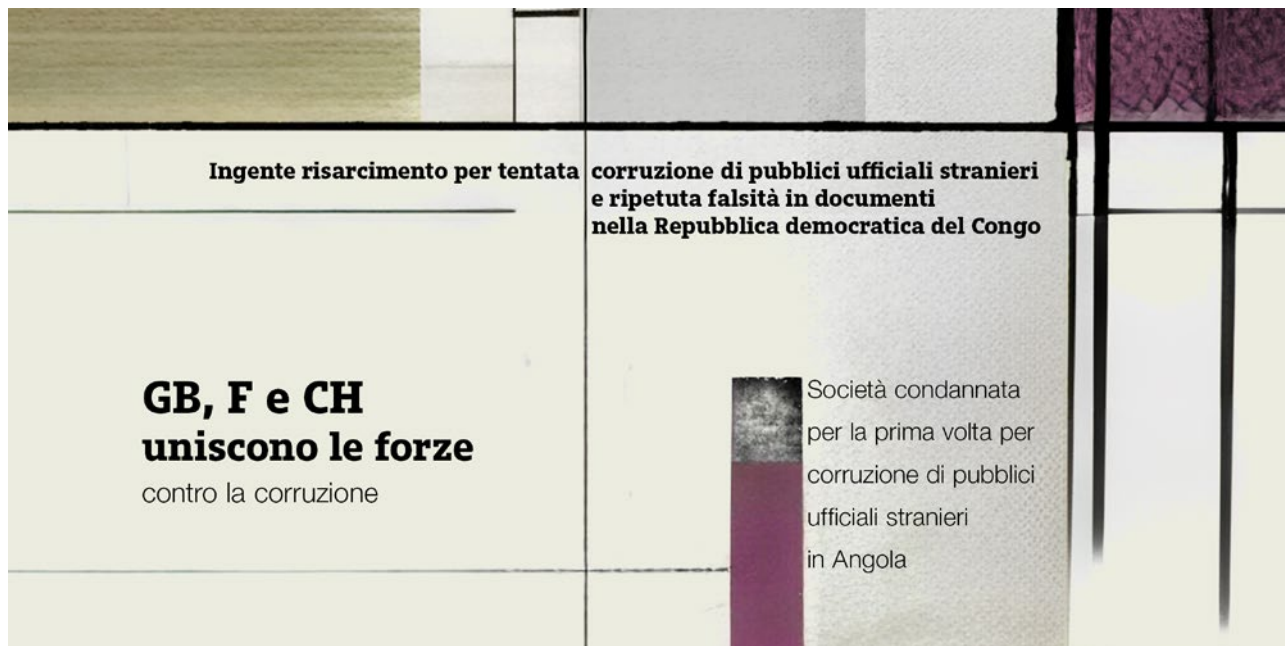 Ingente risarcimento per tentata corruzione di pubblici ufficiali stranieri
e ripetuta falsità in documenti
nella Repubblica democratica del Congo
GB, F e CH
uniscono le forze
contro la corruzione
Società condannata
per la prima volta per
corruzione di pubblici
ufficiali stranieri
in Angola